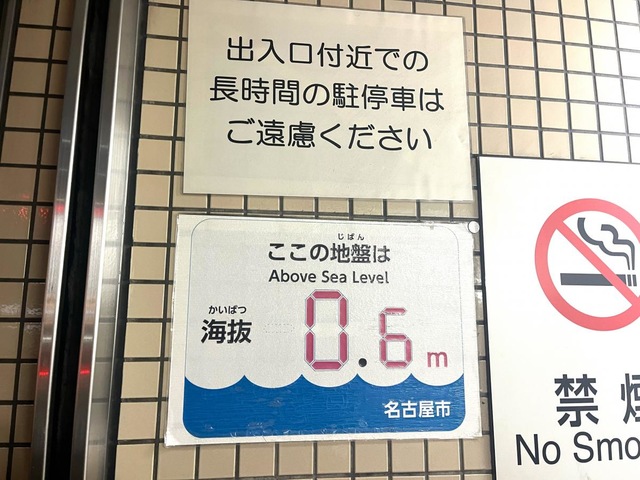 出入口付近での
長時間の駐停車は
ご遠慮ください
じばん
ここの地盤は
Above Sea Level
かいばつ
海抜 0.6 m
名古屋市
禁
No Smo